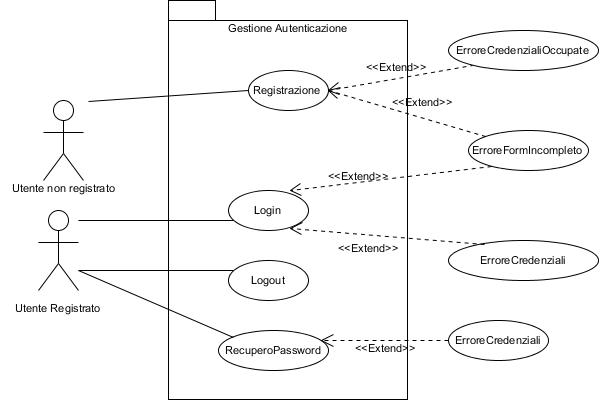 Gestione Autenticazione
ErroreCredenzialiOccupate
<<Extend>>
Registrazione
<<Extend>>
ErroreFormIncompleto
<<Extend>>
Utente non registrato
Login
<<Extend>>
ErroreCredenziali
Logout
Utente Registrato
ErroreCredenziali
<<Extend>>
RecuperoPassword